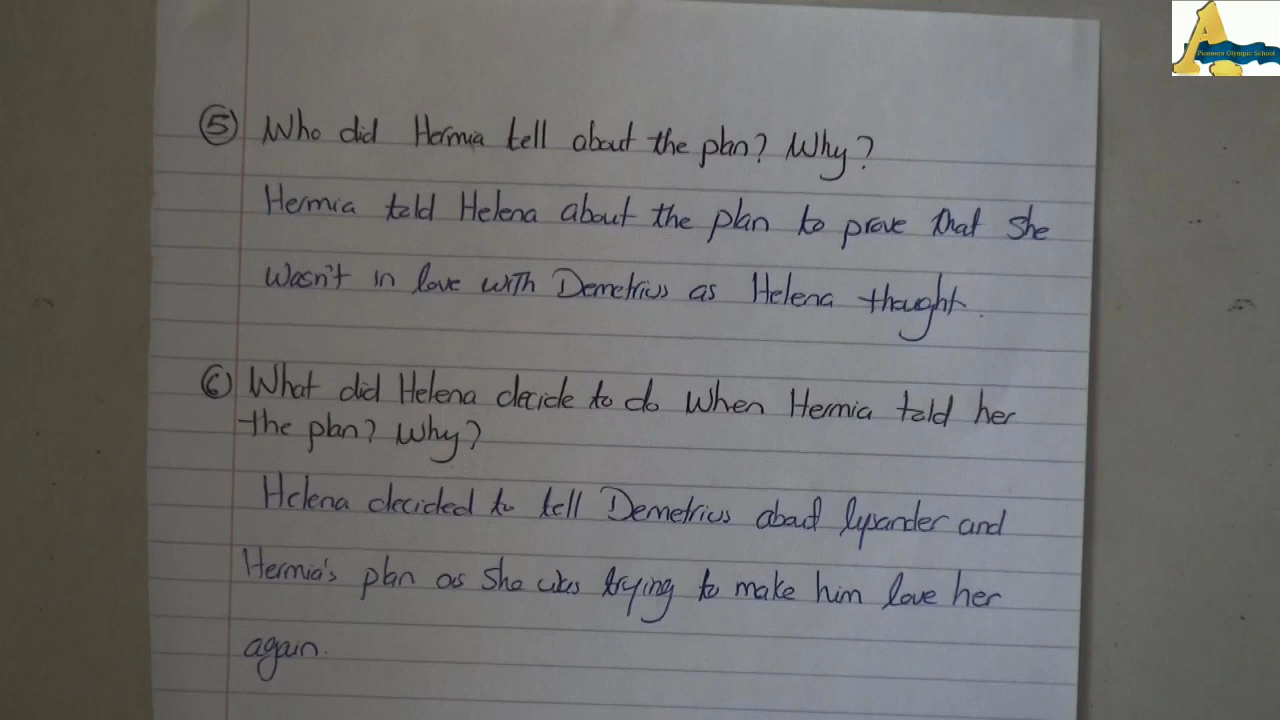 Pioneers Olympic School
⑤ Who did Hermia tell about the plan? Why?
Hermia told Helena about the plan to prove that she
wasn't in love with Demetrius as Helena thought.
⑥ What did Helena decide to do when Hermia told her
the plan? Why?
Helena decided to tell Demetrius about lysander and
Hermia's plan as she was trying to make him love her
again.